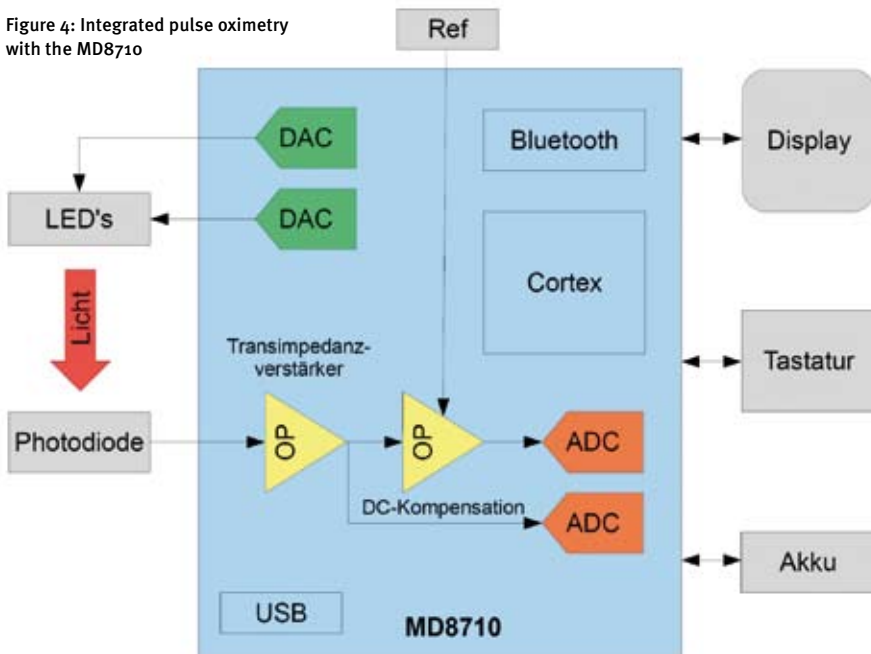 Figure 4: Integrated pulse oximetry
with the MD8710
Ref
DAC
Bluetooth
Display
LED's
DAC
Cortex
Licht
Transimpedanz-
verstärker
Tastatur
Photodiode
OP
OP
ADC
DC-Kompensation
ADC
Akku
USB
MD8710